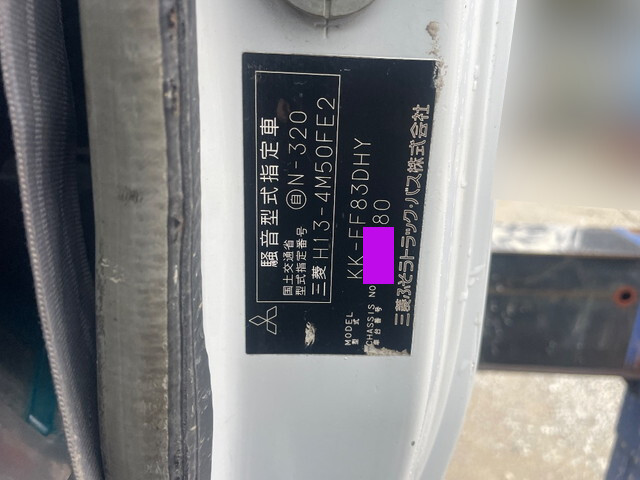 騒音型式指定車
国土交通省
型式指定番号 自N-320
三菱 H13-4M50FE2
MODEL KK-FF83DHY
型式
CHASSIS NO 80
車台番号
三菱ふそうトラック・バス株式会社